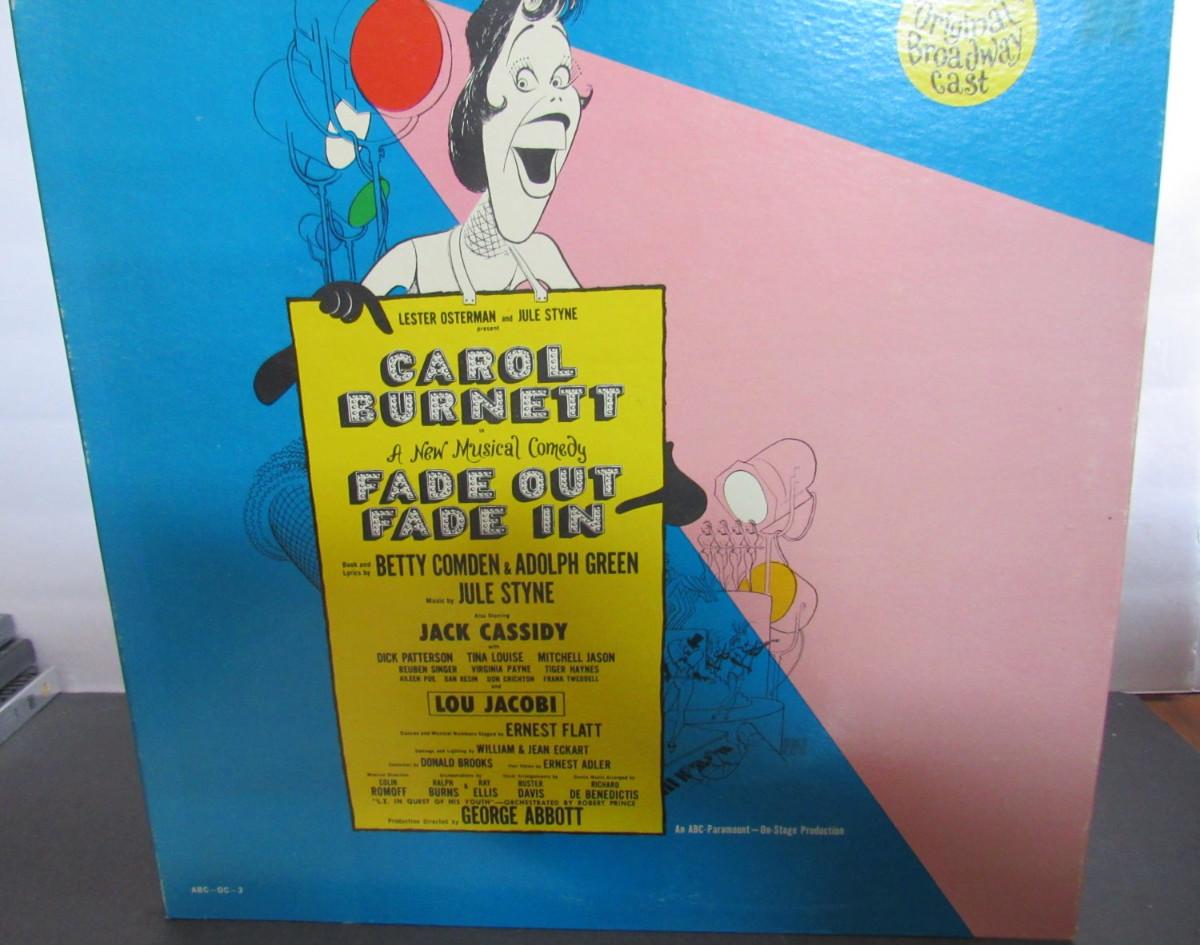 Original
Broadway
Cast
LESTER OSTERMAN and JULE STYNE
present
CAROL
BURNETT
in
A New Musical Comedy
FADE OUT
FADE IN
Book and
Lyrics by BETTY COMDEN & ADOLPH GREEN
Music by JULE STYNE
Also Starring
JACK CASSIDY
with
DICK PATTERSON TINA LOUISE MITCHELL JASON
REUBEN SINGER VIRGINIA PAYNE TIGER HAYNES
AILEEN POE DAN RESIN DON CRICHTON FRANK TWEDDELL
and
LOU JACOBI
Dances and Musical Numbers Staged by ERNEST FLATT
Settings and Lighting by WILLIAM & JEAN ECKART
Costumes by DONALD BROOKS Hair Styles by ERNEST ADLER
Musical Direction Orchestrations by Vocal Arrangements by Dance Music Arranged by
COLIN RALPH & RAY BUSTER RICHARD
ROMOFF BURNS ELLIS DAVIS DE BENEDICTIS
"L.Z. IN QUEST OF HIS YOUTH"—ORCHESTRATED BY ROBERT PRINCE
Production Directed by GEORGE ABBOTT
An ABC-Paramount—On-Stage Production
ABC—OC—3